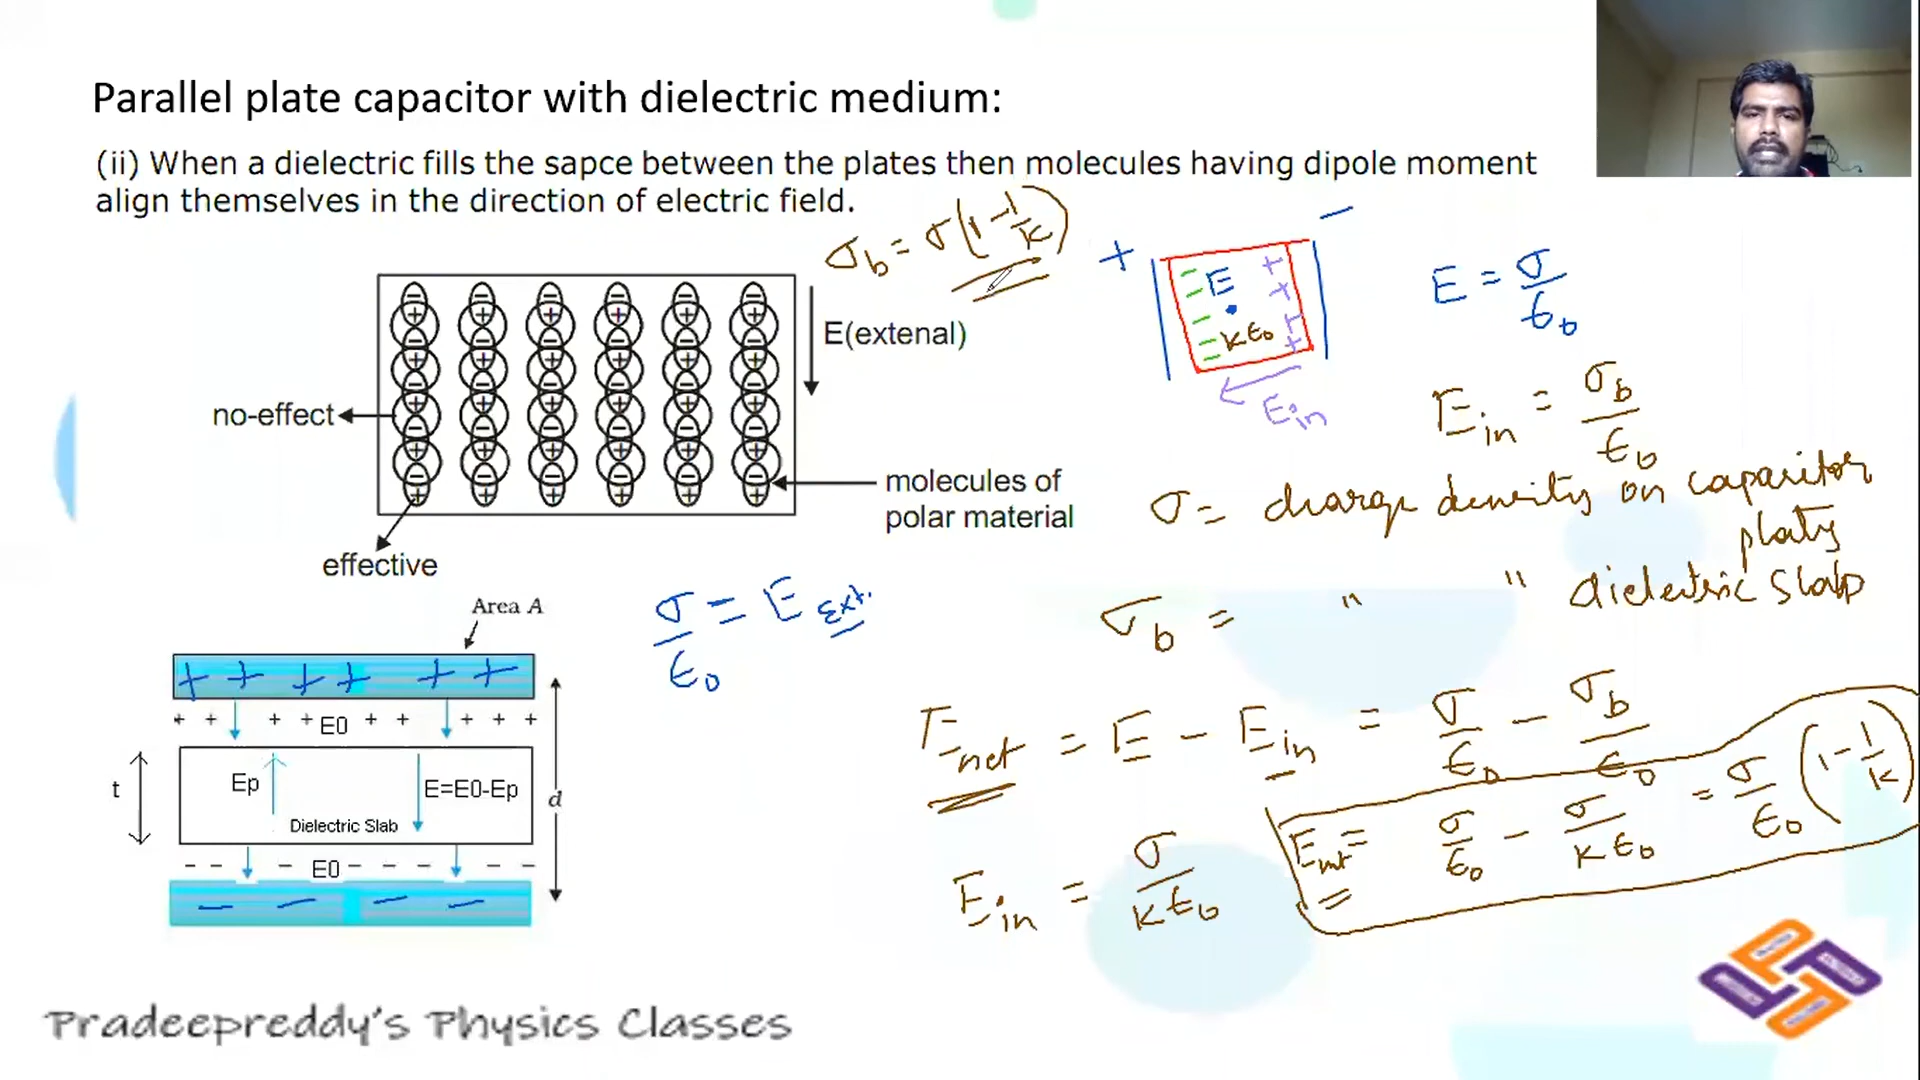 Parallel plate capacitor with dielectric medium:
(ii) When a dielectric fills the sapce between the plates then molecules having dipole moment
align themselves in the direction of electric field.
σb = σ(1-1/k)
+ −
E
kε0
Ein
E = σ/ε0
E(extenal)
no-effect
molecules of
polar material
effective
Ein = σb/ε0
σ = charge density on capacitor
plates
σb = " " dielectric slab
σ/ε0 = E Ext.
Area A
+ + + + + +
+ + + + + + + + +
E0
t
Ep
E=E0-Ep
d
Dielectric Slab
E0
Enet = E - Ein = σ/ε0 - σb/ε0
Ein = σ/kε0
Enet = σ/ε0 - σ/kε0 = σ/ε0 (1-1/k)
Pradeepreddy's Physics Classes